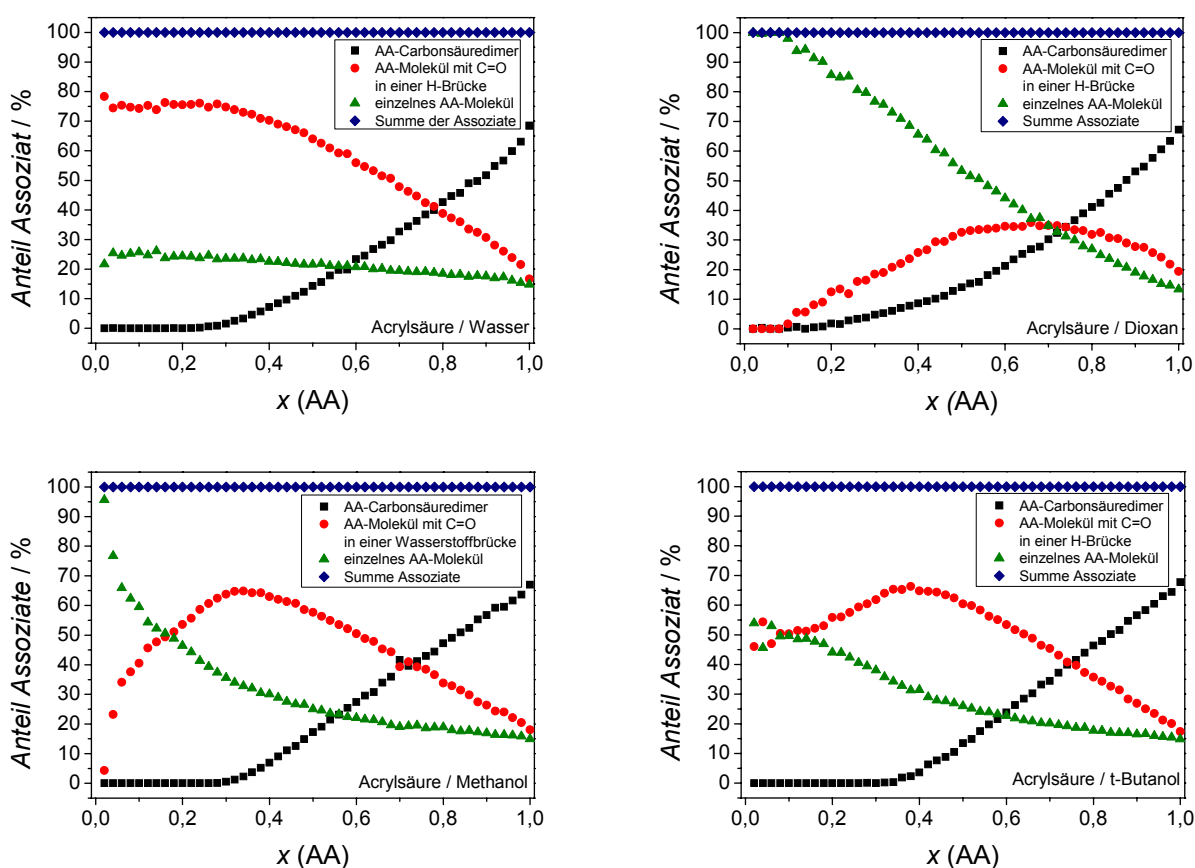 100
90
80
70
60
50
40
30
20
10
0
Anteil Assoziat / %
AA-Carbonsäuredimer
AA-Molekül mit C=O
in einer H-Brücke
einzelnes AA-Molekül
Summe der Assoziate
Acrylsäure / Wasser
0,0 0,2 0,4 0,6 0,8 1,0
x (AA)
100
90
80
70
60
50
40
30
20
10
0
Antei Assoziat / %
AA-Carbonsäuredimer
AA-Molekül mit C=O
in einer H-Brücke
einzelnes AA-Molekül
Summe der Assoziate
Acrylsäure / Dioxan
0,0 0,2 0,4 0,6 0,8 1,0
x (AA)
100
90
80
70
60
50
40
30
20
10
0
Anteil Assoziate / %
AA-Carbonsäuredimer
AA-Molekül mit C=O
in einer Wasserstoffbrücke
einzelnes AA-Molekül
Summe Assoziate
Acrylsäure / Methanol
0,0 0,2 0,4 0,6 0,8 1,0
x (AA)
100
90
80
70
60
50
40
30
20
10
0
Anteil Assoziat / %
AA-Carbonsäuredimer
AA-Molekül mit C=O
in einer H-Brücke
einzelnes AA-Molekül
Summe Assoziate
Acrylsäure / t-Butanol
0,0 0,2 0,4 0,6 0,8 1,0
x (AA)